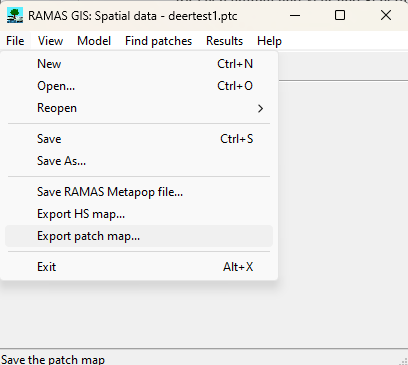 RAMAS GIS: Spatial data - deertest1.ptc
File View Model Find patches Results Help
New Ctrl+N
Open... Ctrl+O
Reopen
Save Ctrl+S
Save As...
Save RAMAS Metapop file...
Export HS map...
Export patch map...
Exit Alt+X
Save the patch map